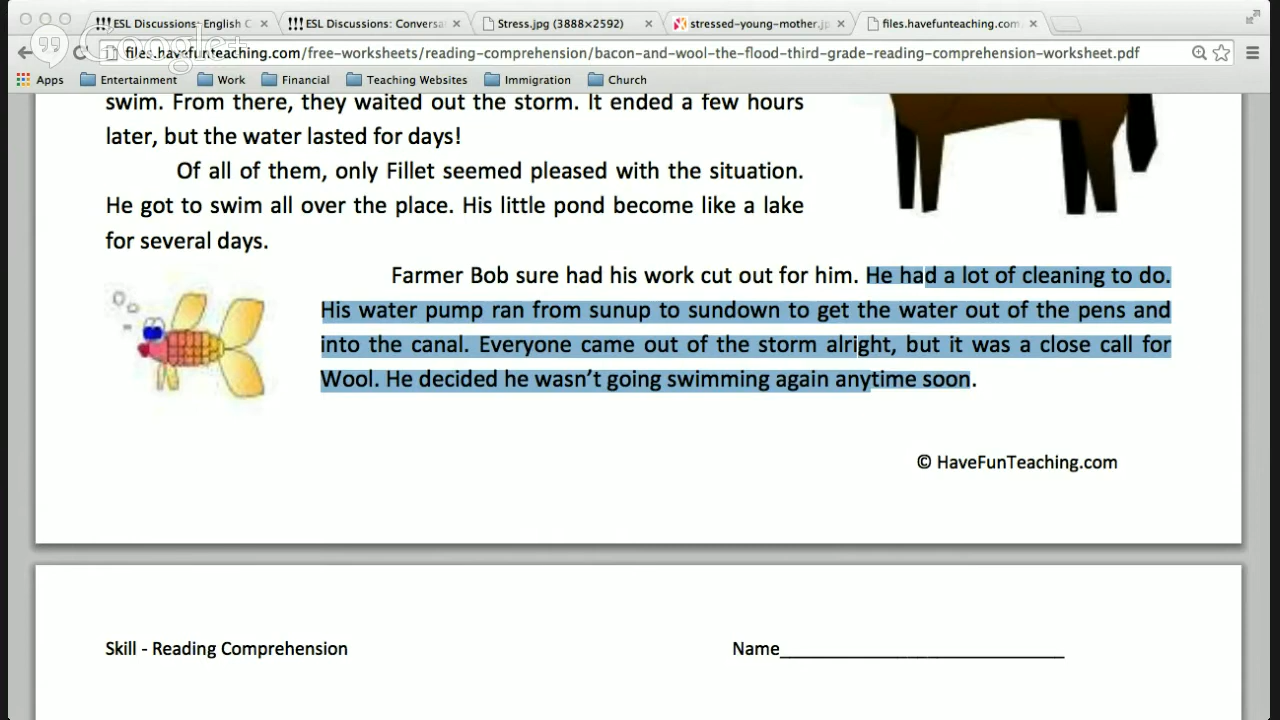 !!! ESL Discussions: English C
!!! ESL Discussions: Conversa
Stress.jpg (3888×2592)
stressed-young-mother.jp
files.havefunteaching.com
Google+
files.havefunteaching.com/free-worksheets/reading-comprehension/bacon-and-wool-the-flood-third-grade-reading-comprehension-worksheet.pdf
Apps Entertainment Work Financial Teaching Websites Immigration Church
swim. From there, they waited out the storm. It ended a few hours
later, but the water lasted for days!
Of all of them, only Fillet seemed pleased with the situation.
He got to swim all over the place. His little pond become like a lake
for several days.
Farmer Bob sure had his work cut out for him. He had a lot of cleaning to do.
His water pump ran from sunup to sundown to get the water out of the pens and
into the canal. Everyone came out of the storm alright, but it was a close call for
Wool. He decided he wasn't going swimming again anytime soon.
© HaveFunTeaching.com
Skill - Reading Comprehension
Name______________________________